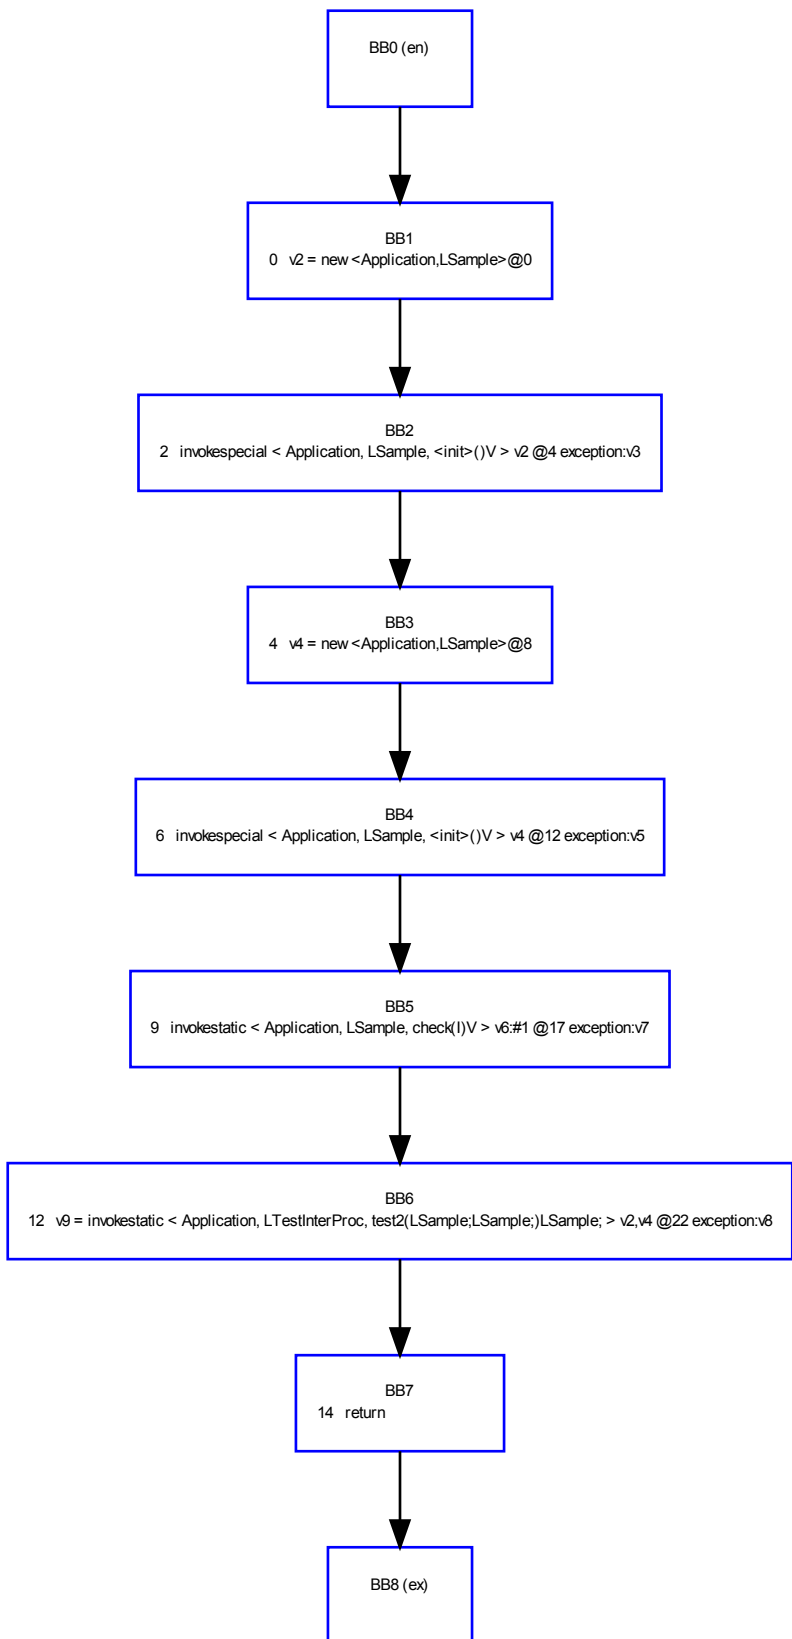 BB0 (en)
BB1
0 v2 = new <Application,LSample>@0
BB2
2 invokespecial < Application, LSample, <init>()V > v2 @4 exception:v3
BB3
4 v4 = new <Application,LSample>@8
BB4
6 invokespecial < Application, LSample, <init>()V > v4 @12 exception:v5
BB5
9 invokestatic < Application, LSample, check(I)V > v6:#1 @17 exception:v7
BB6
12 v9 = invokestatic < Application, LTestInterProc, test2(LSample;LSample;)LSample; > v2,v4 @22 exception:v8
BB7
14 return
BB8 (ex)